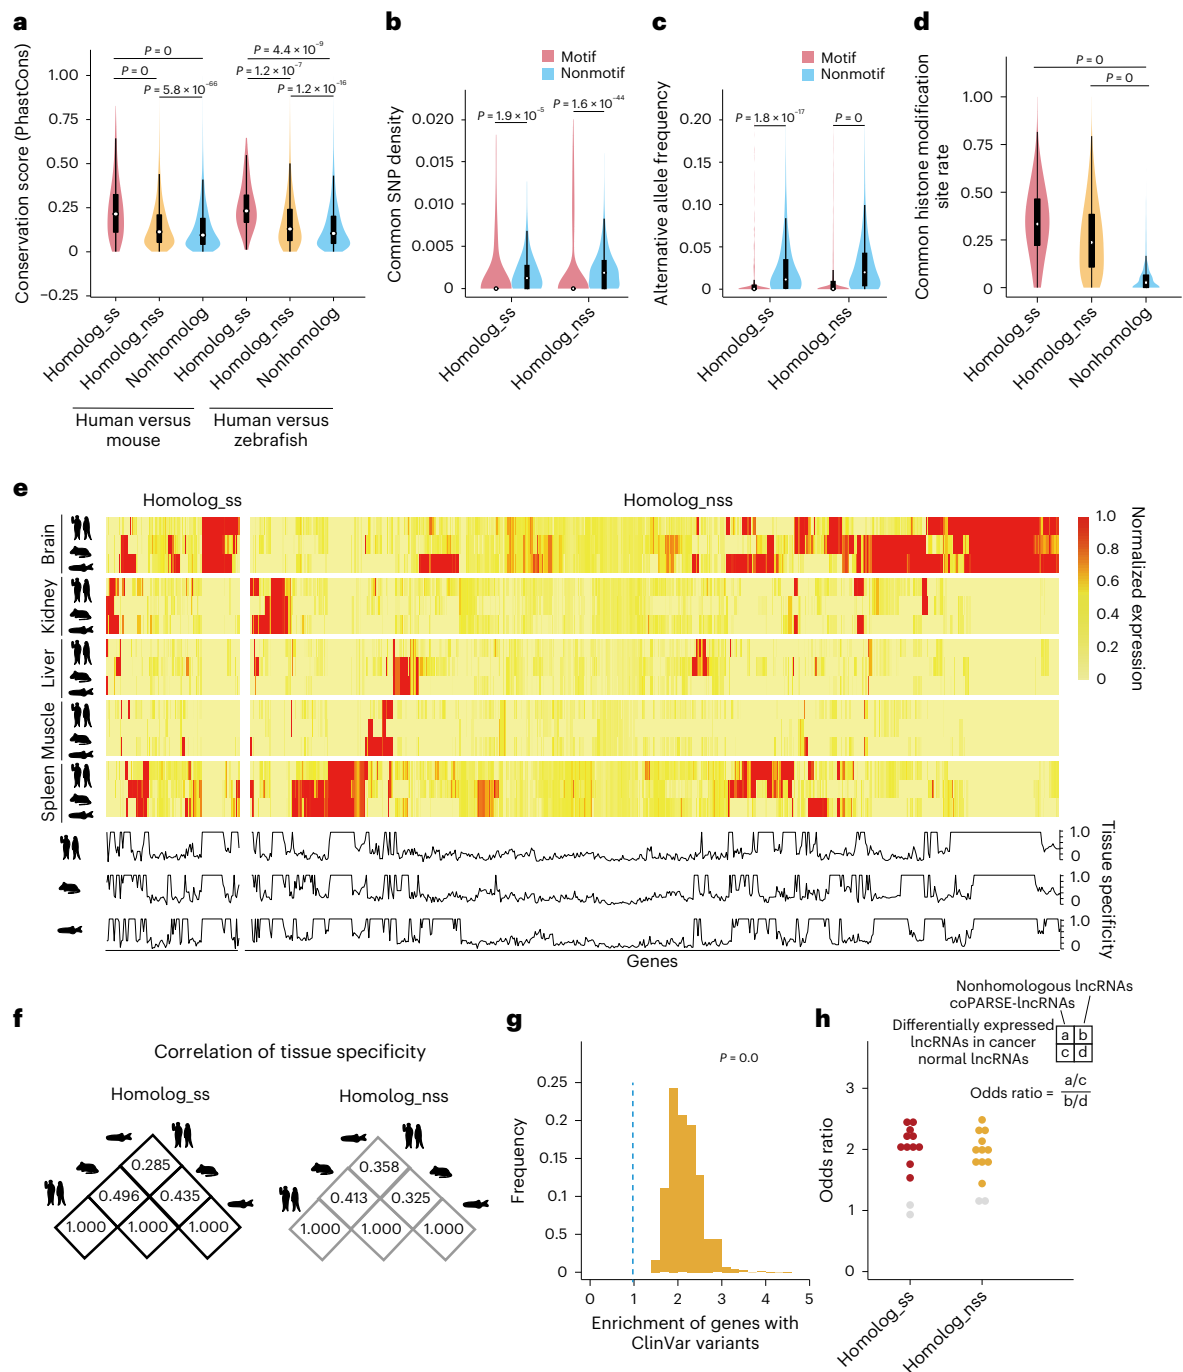 a
Conservation score (PhastCons)
1.00
0.75
0.50
0.25
0
−0.25
P = 0
P = 0
P = 5.8 × 10⁻⁶⁶
P = 4.4 × 10⁻⁹
P = 1.2 × 10⁻⁷
P = 1.2 × 10⁻¹⁶
Homolog_ss
Homolog_nss
Nonhomolog
Homolog_ss
Homolog_nss
Nonhomolog
Human versus
mouse
Human versus
zebrafish
b
Motif
Nonmotif
Common SNP density
0.020
0.015
0.010
0.005
0
P = 1.9 × 10⁻⁵
P = 1.6 × 10⁻⁴⁴
Homolog_ss
Homolog_nss
c
Motif
Nonmotif
Alternative allele frequency
0.20
0.15
0.10
0.05
0
P = 1.8 × 10⁻¹⁷
P = 0
Homolog_ss
Homolog_nss
d
Common histone modification
site rate
1.00
0.75
0.50
0.25
0
P = 0
P = 0
Homolog_ss
Homolog_nss
Nonhomolog
e
Homolog_ss
Homolog_nss
Brain
Kidney
Liver
Muscle
Spleen
1.0
0.8
0.6
0.4
0.2
0
Normalized expression
1.0
0
1.0
0
1.0
0
Tissue specificity
Genes
f
Correlation of tissue specificity
Homolog_ss
0.285
0.496
0.435
1.000
1.000
1.000
Homolog_nss
0.358
0.413
0.325
1.000
1.000
1.000
g
P = 0.0
Frequency
0.25
0.20
0.15
0.1
0.5
0
0
1
2
3
4
5
Enrichment of genes with
ClinVar variants
h
Nonhomologous lncRNAs
coPARSE-lncRNAs
Differentially expressed
lncRNAs in cancer
normal lncRNAs
a b
c d
Odds ratio = a/c
b/d
Odds ratio
3
2
1
0
Homolog_ss
Homolog_nss